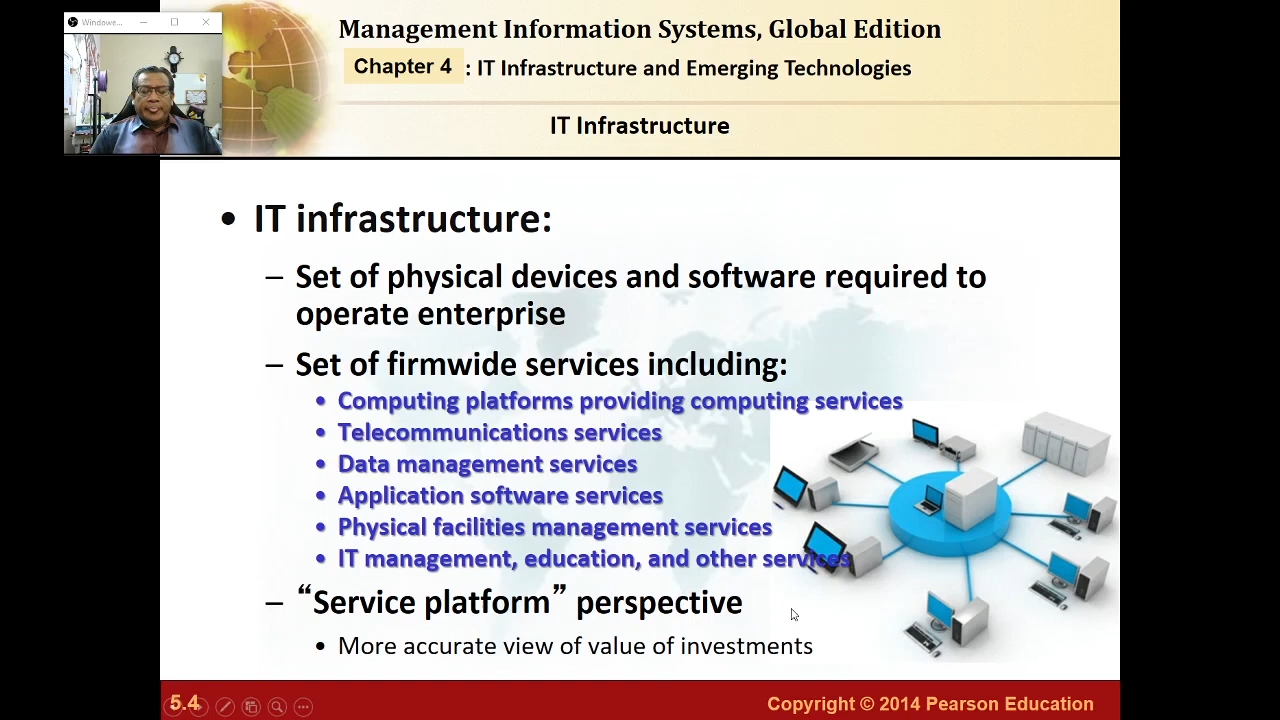 Windowe...
Management Information Systems, Global Edition
Chapter 4 : IT Infrastructure and Emerging Technologies
IT Infrastructure
• IT infrastructure:
– Set of physical devices and software required to
operate enterprise
– Set of firmwide services including:
• Computing platforms providing computing services
• Telecommunications services
• Data management services
• Application software services
• Physical facilities management services
• IT management, education, and other services
– “Service platform” perspective
• More accurate view of value of investments
5.4
Copyright © 2014 Pearson Education